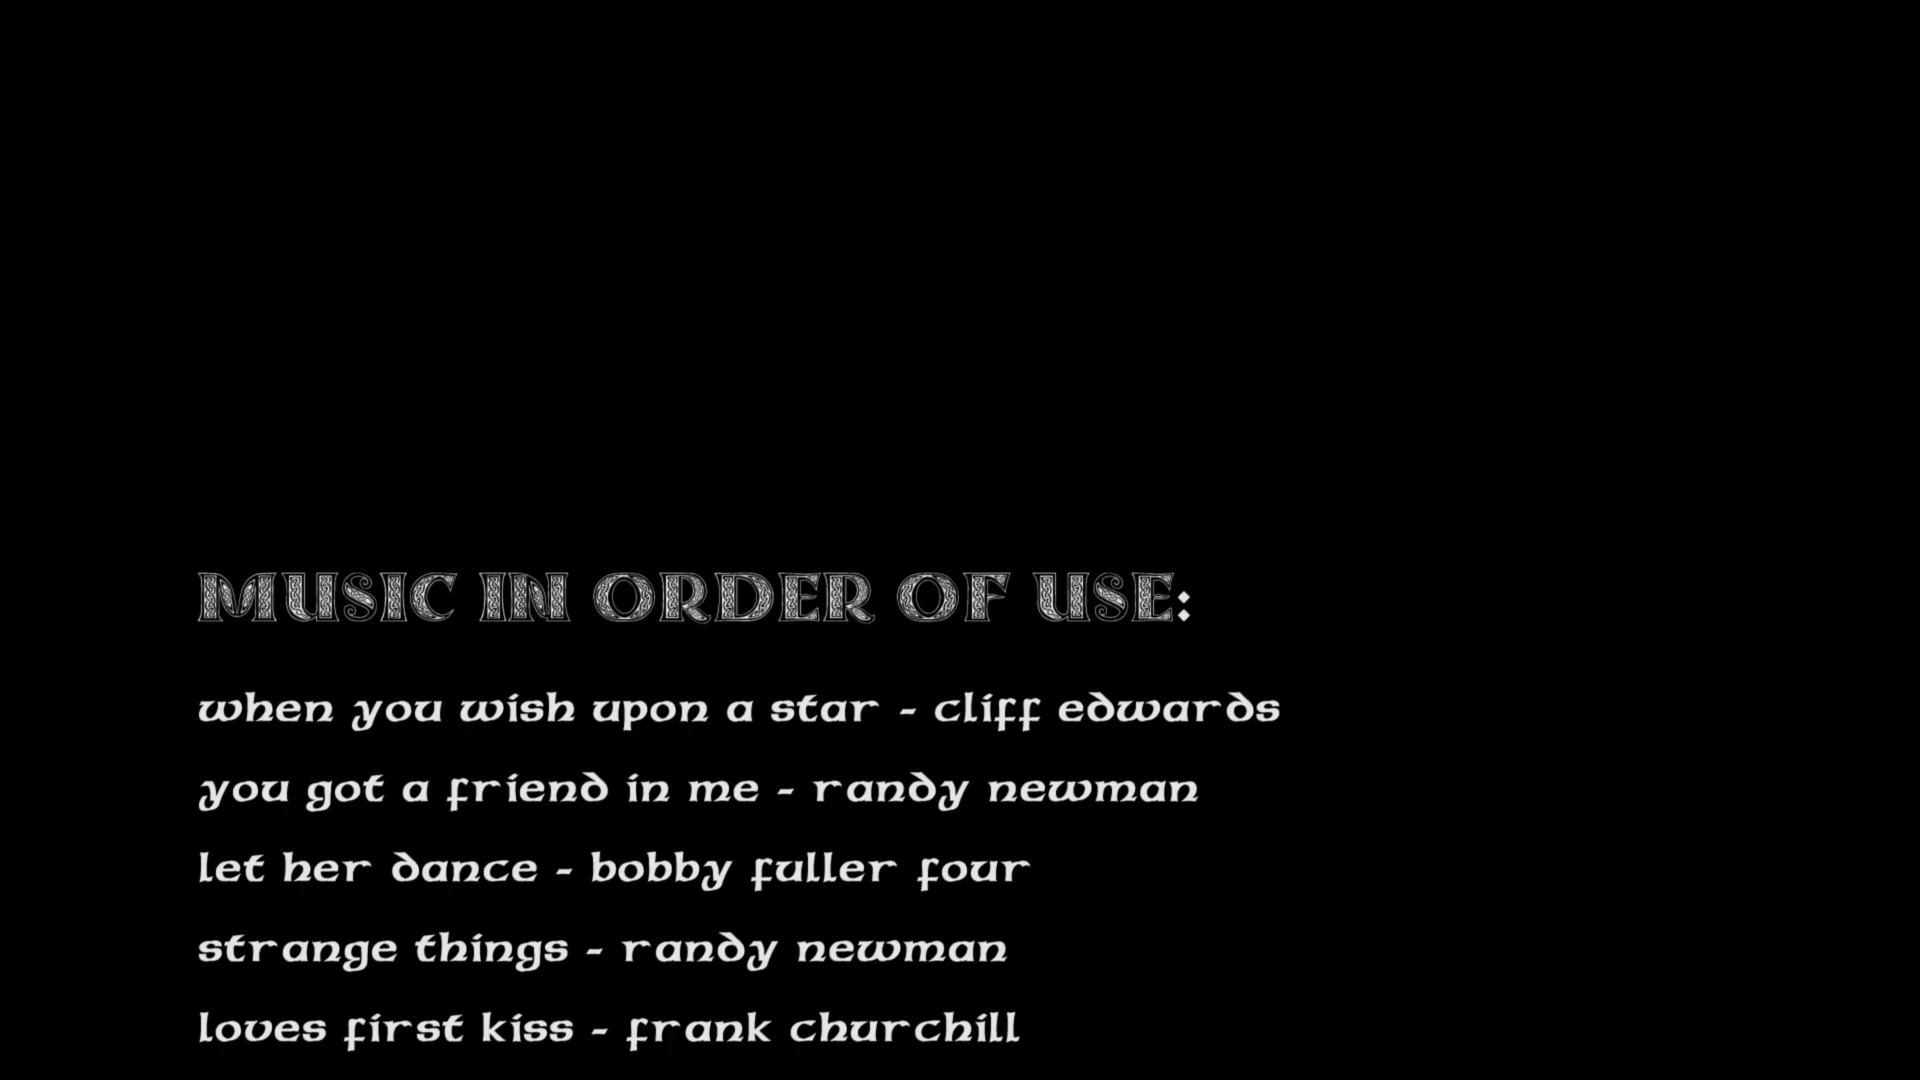 MUSIC IN ORDER OF USE:
when you wish upon a star - cliff edwards
you got a friend in me - randy newman
let her dance - bobby fuller four
strange things - randy newman
loves first kiss - frank churchill